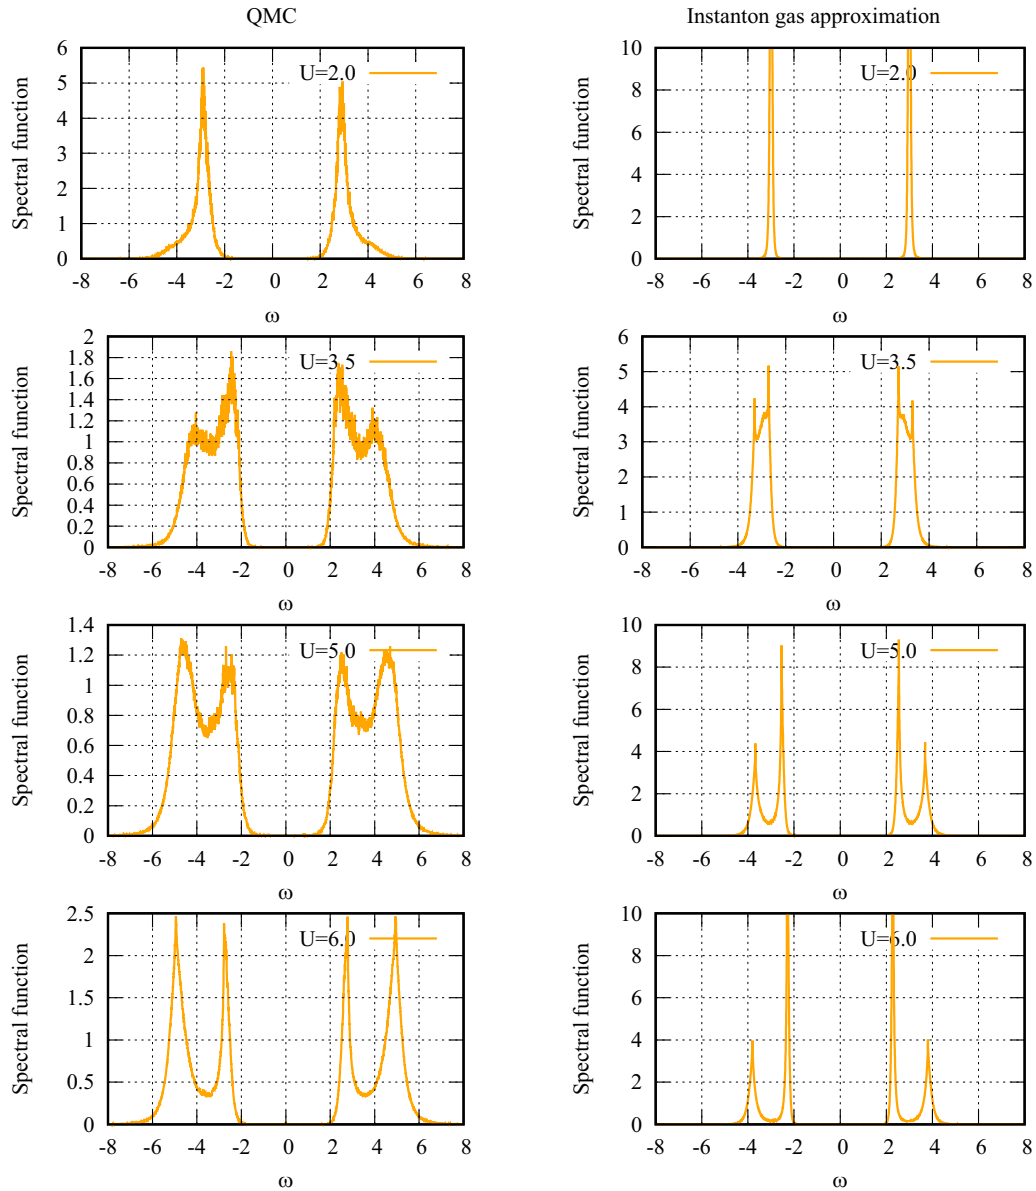 QMC
Instanton gas approximation
Spectral function
6
5
4
3
2
1
0
U=2.0
-8 -6 -4 -2 0 2 4 6 8
ω
Spectral function
10
8
6
4
2
0
U=2.0
-8 -6 -4 -2 0 2 4 6 8
ω
Spectral function
2
1.8
1.6
1.4
1.2
1
0.8
0.6
0.4
0.2
0
U=3.5
-8 -6 -4 -2 0 2 4 6 8
ω
Spectral function
6
5
4
3
2
1
0
U=3.5
-8 -6 -4 -2 0 2 4 6 8
ω
Spectral function
1.4
1.2
1
0.8
0.6
0.4
0.2
0
U=5.0
-8 -6 -4 -2 0 2 4 6 8
ω
Spectral function
10
8
6
4
2
0
U=5.0
-8 -6 -4 -2 0 2 4 6 8
ω
Spectral function
2.5
2
1.5
1
0.5
0
U=6.0
-8 -6 -4 -2 0 2 4 6 8
ω
Spectral function
10
8
6
4
2
0
U=6.0
-8 -6 -4 -2 0 2 4 6 8
ω